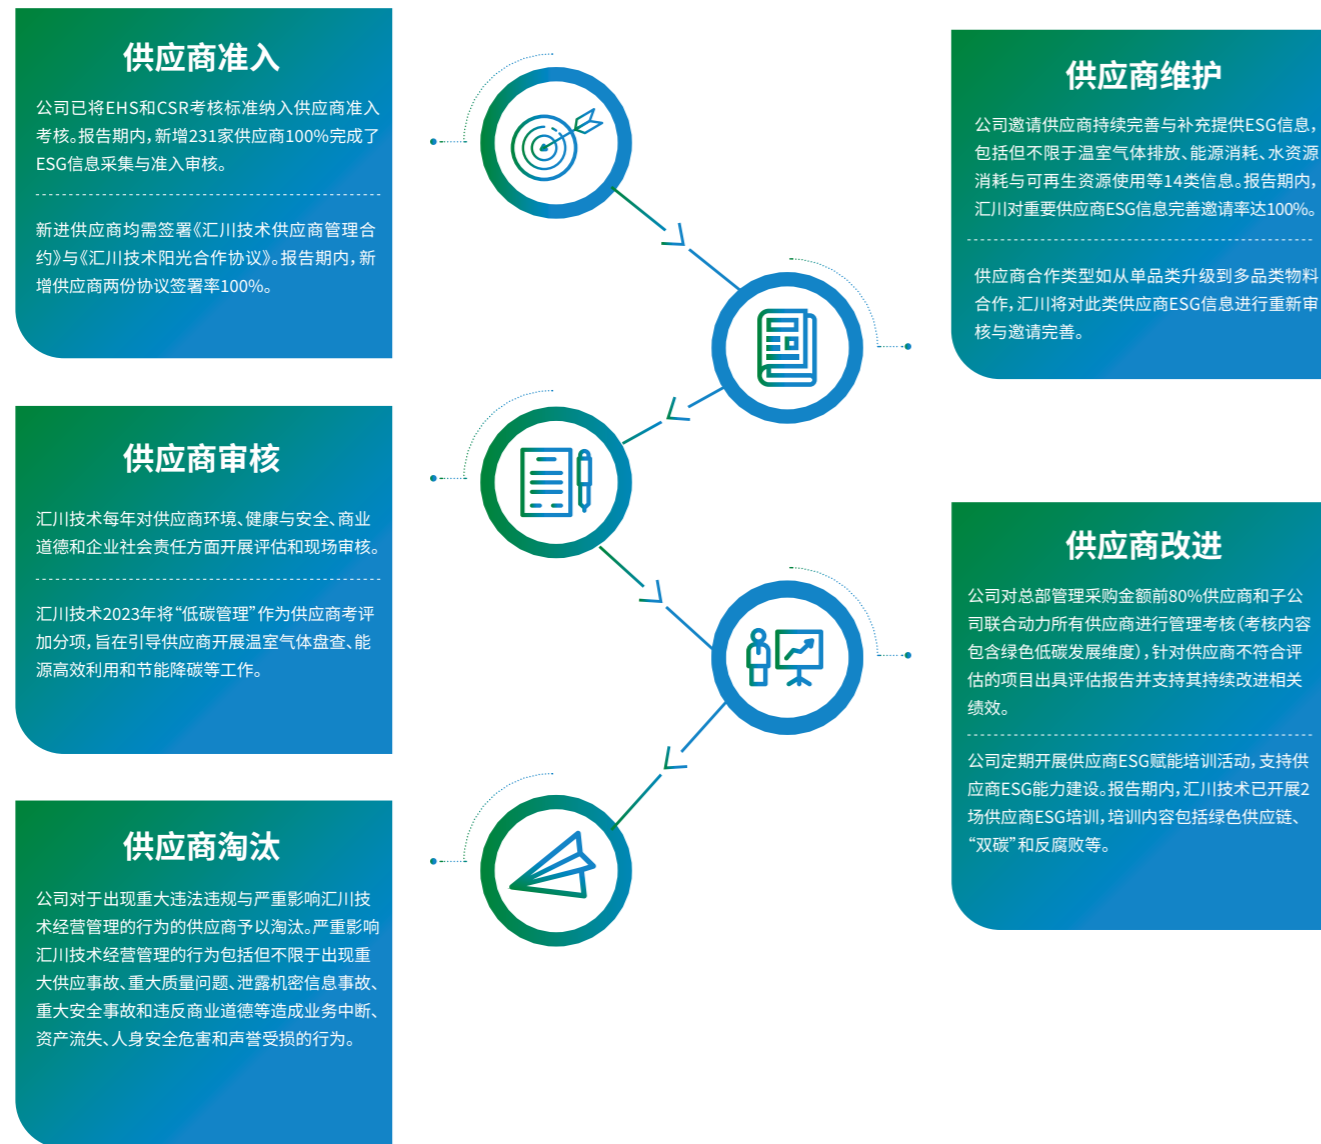 供应商准入
公司已将EHS和CSR考核标准纳入供应商准入
考核。报告期内，新增231家供应商100%完成了
ESG信息采集与准入审核。
新进供应商均需签署《汇川技术供应商管理合
约》与《汇川技术阳光合作协议》。报告期内，新
增供应商两份协议签署率100%。
供应商维护
公司邀请供应商持续完善与补充提供ESG信息，
包括但不限于温室气体排放、能源消耗、水资源
消耗与可再生资源使用等14类信息。报告期内，
汇川对重要供应商ESG信息完善邀请率达100%。
供应商合作类型如从单品类升级到多品类物料
合作，汇川将对此类供应商ESG信息进行重新审
核与邀请完善。
供应商审核
汇川技术每年对供应商环境、健康与安全、商业
道德和企业社会责任方面开展评估和现场审核。
汇川技术2023年将“低碳管理”作为供应商考评
加分项，旨在引导供应商开展温室气体盘查、能
源高效利用和节能降碳等工作。
供应商改进
公司对总部管理采购金额前80%供应商和子公
司联合动力所有供应商进行管理考核（考核内容
包含绿色低碳发展维度），针对供应商不符合评
估的项目出具评估报告并支持其持续改进相关
绩效。
公司定期开展供应商ESG赋能培训活动，支持供
应商ESG能力建设。报告期内，汇川技术已开展2
场供应商ESG培训，培训内容包括绿色供应链、
“双碳”和反腐败等。
供应商淘汰
公司对于出现重大违法违规与严重影响汇川技
术经营管理的行为的供应商予以淘汰。严重影响
汇川技术经营管理的行为包括但不限于出现重
大供应事故、重大质量问题、泄露机密信息事故、
重大安全事故和违反商业道德等造成业务中断、
资产流失、人身安全危害和声誉受损的行为。